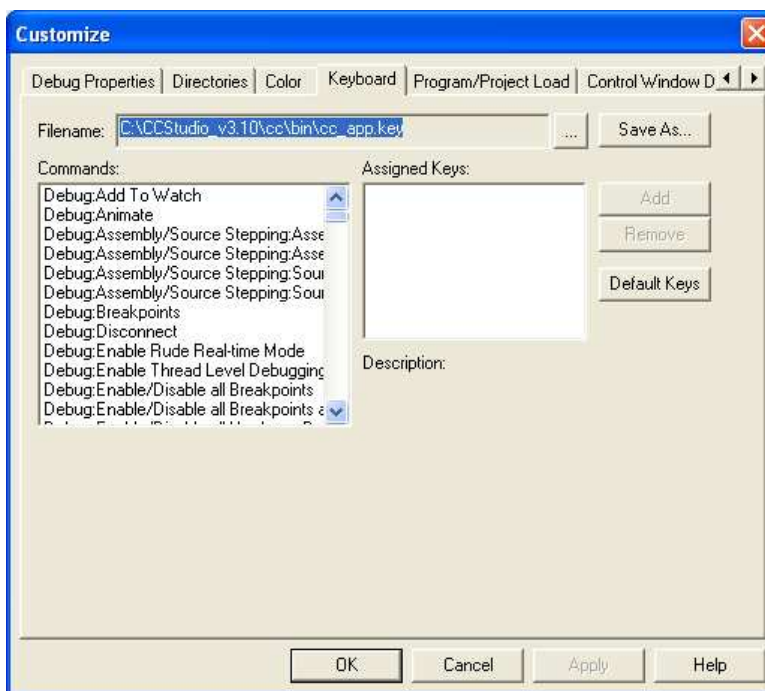 Customize
Debug Properties Directories Color Keyboard Program/Project Load Control Window D
Filename: C:\CCStudio_v3.10\cc\bin\cc_app.key ... Save As...
Commands: Assigned Keys:
Debug:Add To Watch
Debug:Animate
Debug:Assembly/Source Stepping:Asse
Debug:Assembly/Source Stepping:Asse
Debug:Assembly/Source Stepping:Sour
Debug:Assembly/Source Stepping:Sour
Debug:Breakpoints
Debug:Disconnect
Debug:Enable Rude Real-time Mode
Debug:Enable Thread Level Debugging
Debug:Enable/Disable all Breakpoints
Debug:Enable/Disable all Breakpoints a
Add
Remove
Default Keys
Description:
OK Cancel Apply Help